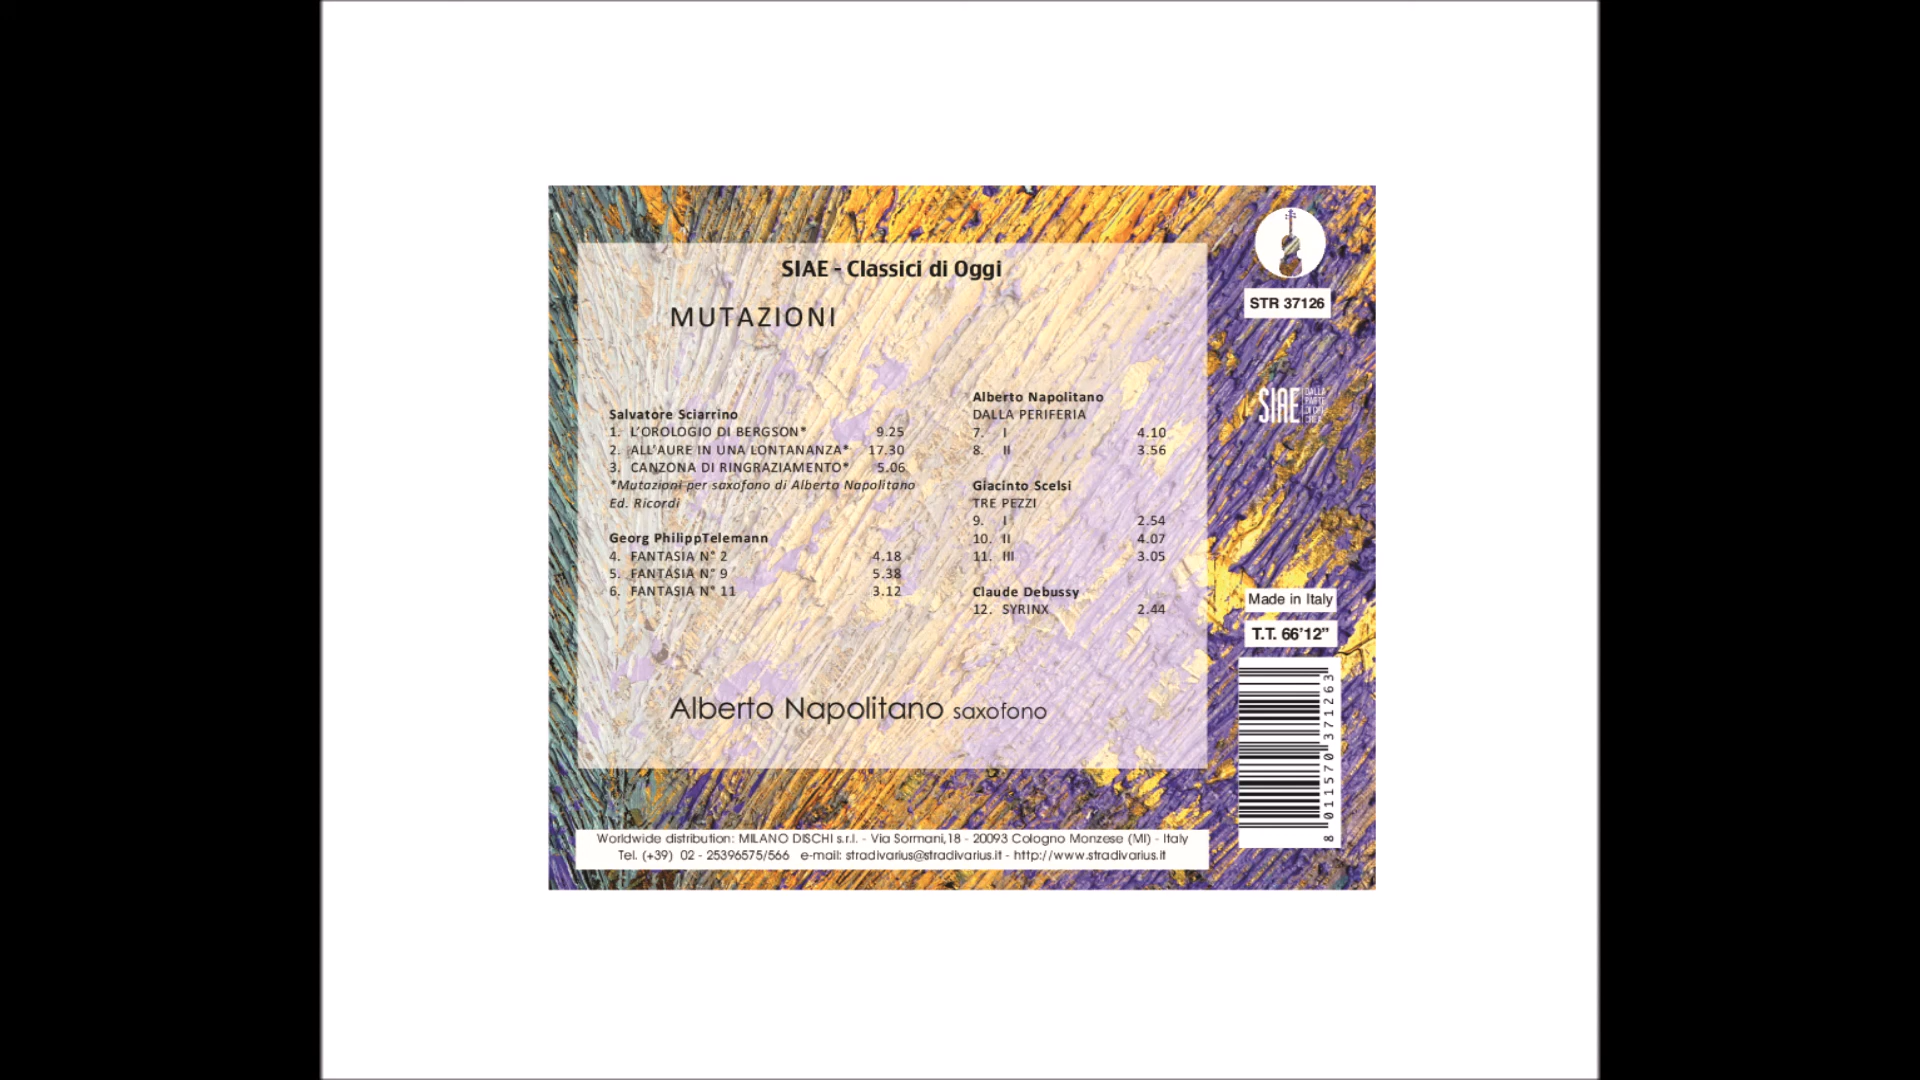 SIAE - Classici di Oggi
MUTAZIONI
Salvatore Sciarrino
1. L'OROLOGIO DI BERGSON* 9.25
2. ALL'AURE IN UNA LONTANANZA* 17.30
3. CANZONA DI RINGRAZIAMENTO* 5.06
*Mutazioni per saxofono di Alberto Napolitano
Ed. Ricordi
Georg PhilippTelemann
4. FANTASIA N° 2 4.18
5. FANTASIA N° 9 5.38
6. FANTASIA N° 11 3.12
Alberto Napolitano
DALLA PERIFERIA
7. I 4.10
8. II 3.56
Giacinto Scelsi
TRE PEZZI
9. I 2.54
10. II 4.07
11. III 3.05
Claude Debussy
12. SYRINX 2.44
Alberto Napolitano saxofono
Worldwide distribution: MILANO DISCHI s.r.l. - Via Sormani,18 - 20093 Cologno Monzese (MI) - Italy
Tel. (+39) 02 - 25396575/566 e-mail: stradivarius@stradivarius.it - http://www.stradivarius.it
STR 37126
SIAE
DALLA
PARTE
DI CHI
CREA
Made in Italy
T.T. 66'12”
8 011570 371263